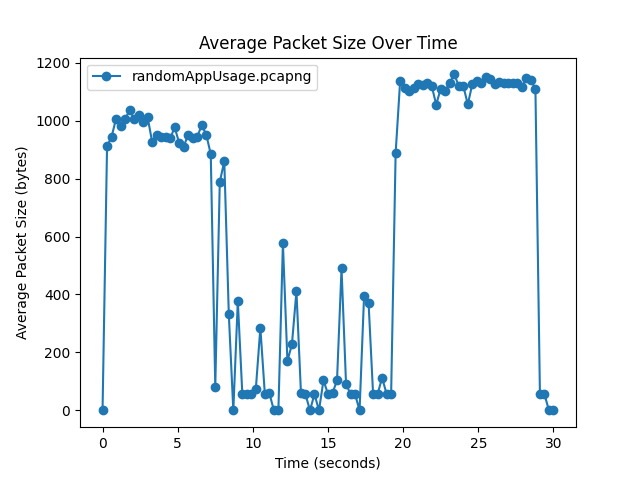 Average Packet Size Over Time
randomAppUsage.pcapng
1200
1000
800
600
400
200
0
Average Packet Size (bytes)
0 5 10 15 20 25 30
Time (seconds)